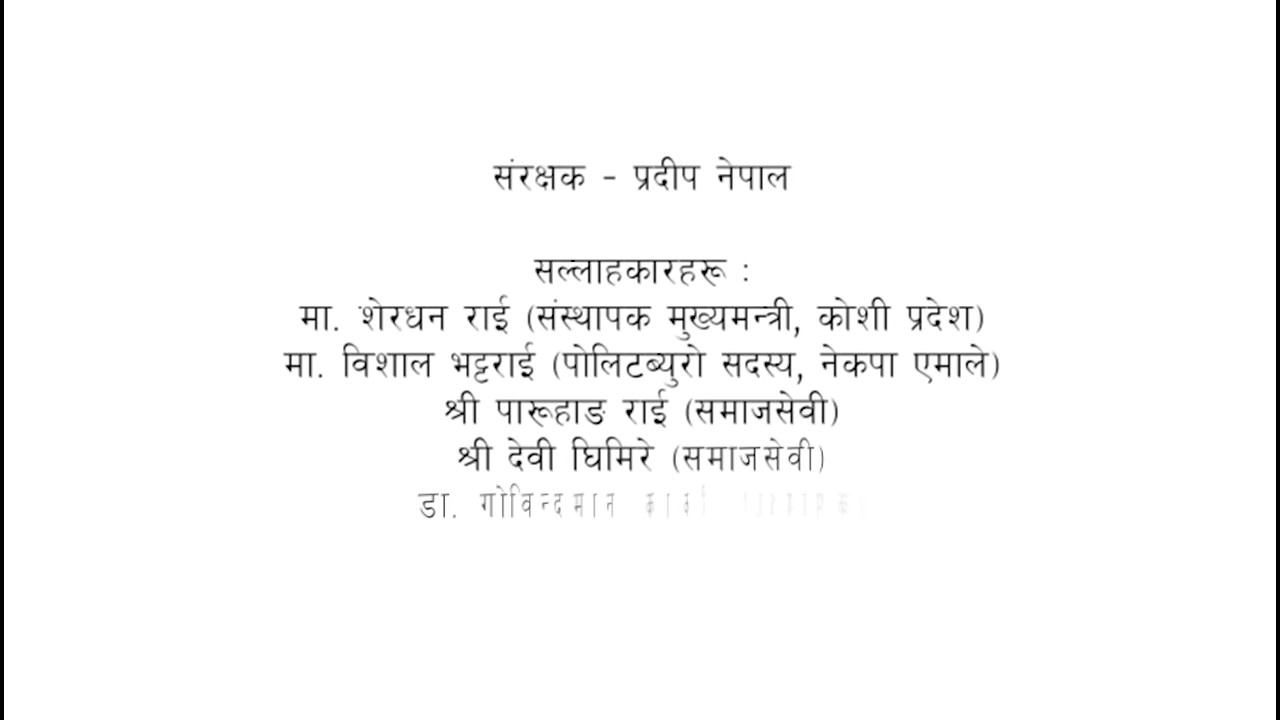 संरक्षक - प्रदीप नेपाल
सल्लाहकारहरू :
मा. शेरधन राई (संस्थापक मुख्यमन्त्री, कोशी प्रदेश)
मा. विशाल भट्टराई (पोलिटब्युरो सदस्य, नेकपा एमाले)
श्री पारूहाङ राई (समाजसेवी)
श्री देवी घिमिरे (समाजसेवी)
डा. गोविन्दमान